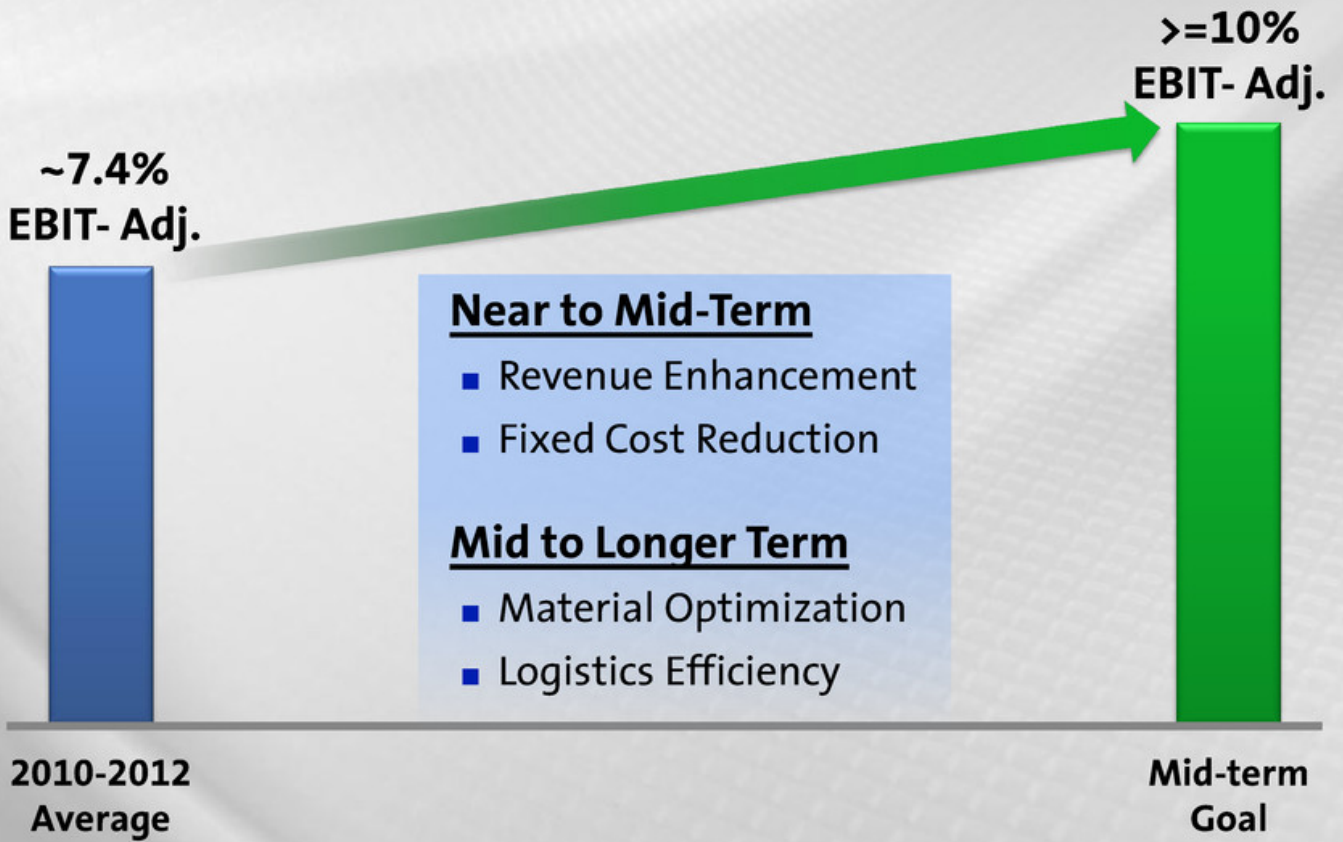 >=10%
EBIT- Adj.
~7.4%
EBIT- Adj.
Near to Mid-Term
▪ Revenue Enhancement
▪ Fixed Cost Reduction
Mid to Longer Term
▪ Material Optimization
▪ Logistics Efficiency
2010-2012
Average
Mid-term
Goal